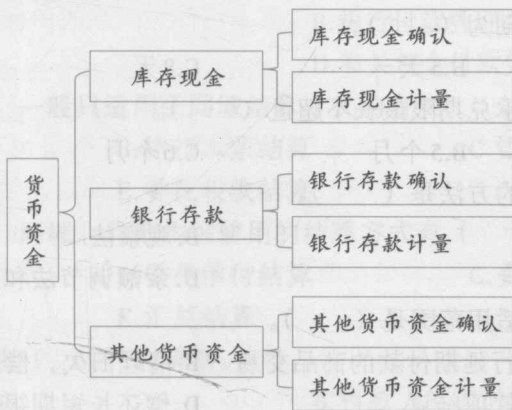 库存现金确认
库存现金
库存现金计量
货币资金
银行存款确认
银行存款
银行存款计量
其他货币资金确认
其他货币资金
其他货币资金计量
B.5个月